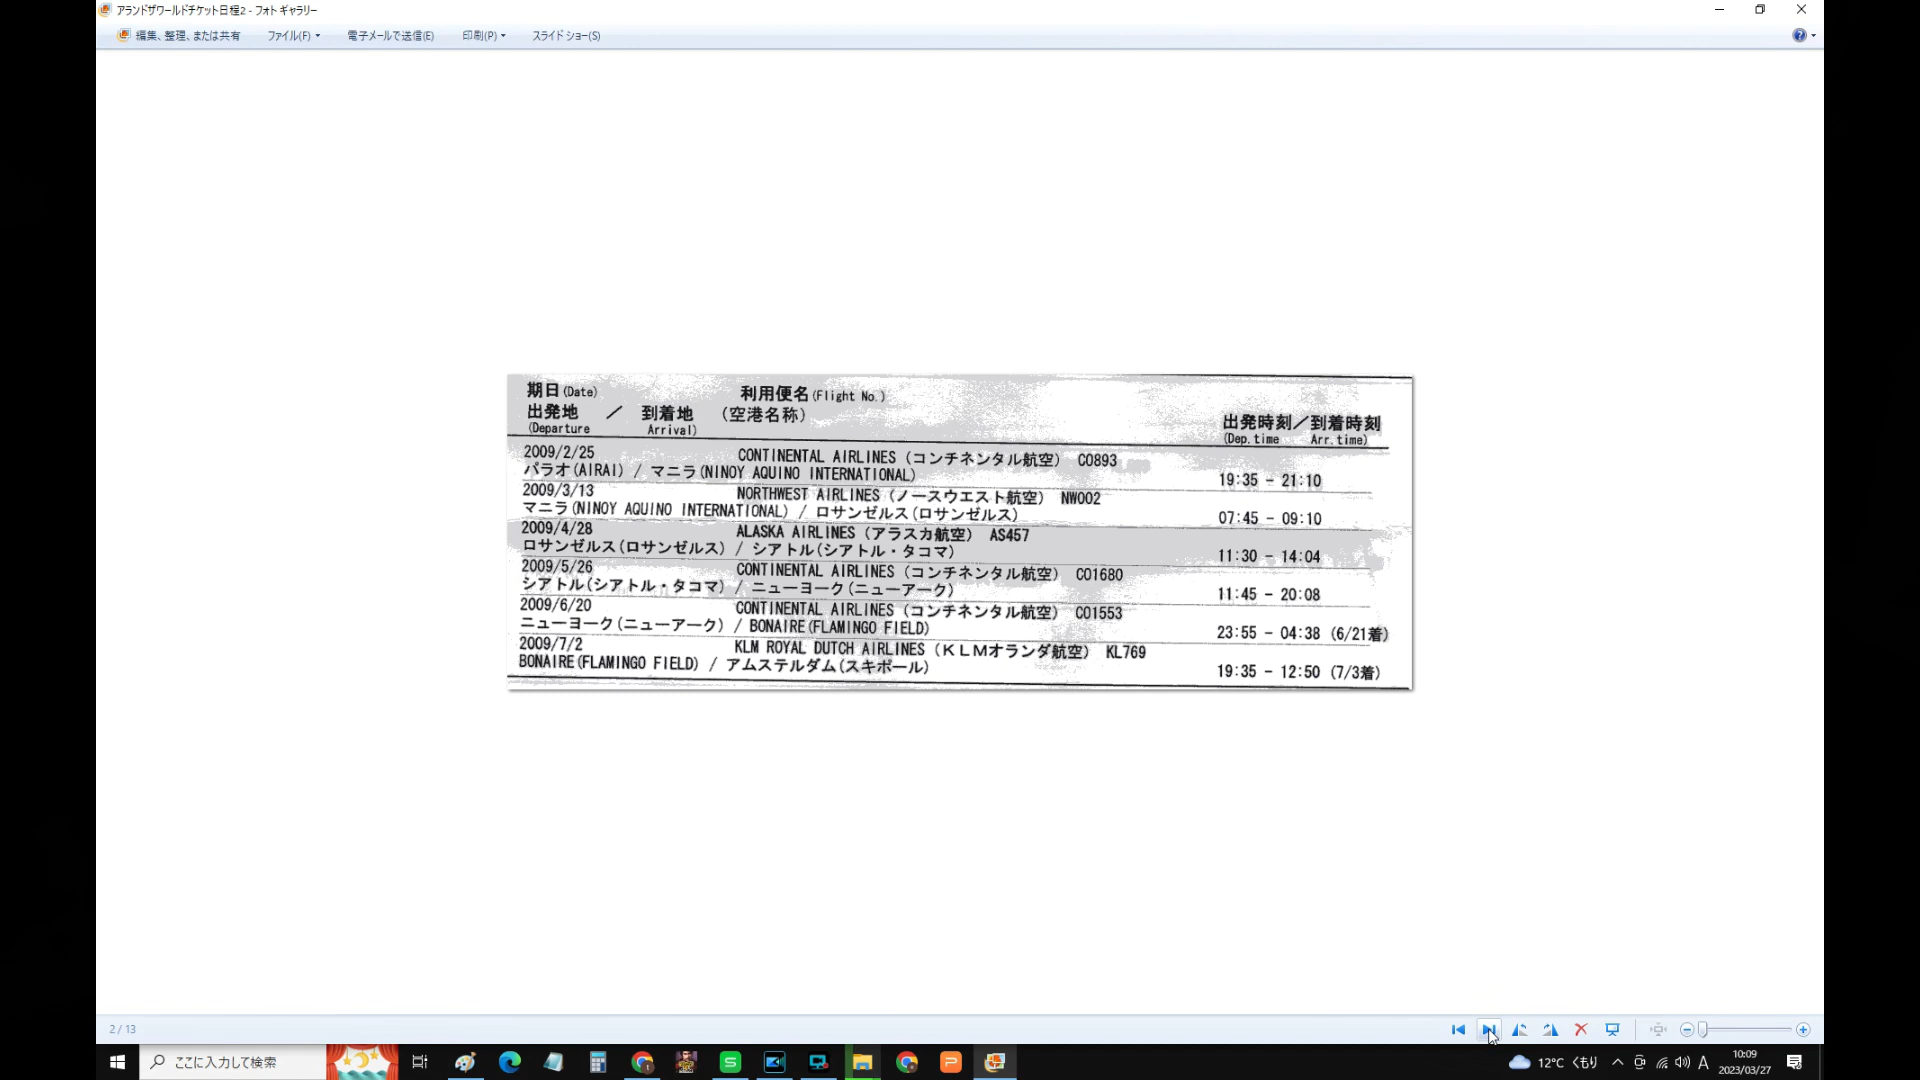 アランドザワールドチケット日程2 - フォト ギャラリー
編集、整理、または共有 ファイル(F) 電子メールで送信(E) 印刷(P) スライド ショー(S)
期日(Date) 利用便名(Flight No.)
出発地 / 到着地 (空港名称) 出発時刻/到着時刻
(Departure Arrival) (Dep.time Arr.time)
2009/2/25 CONTINENTAL AIRLINES (コンチネンタル航空) CO893
パラオ(AIRAI) / マニラ(NINOY AQUINO INTERNATIONAL) 19:35 - 21:10
2009/3/13 NORTHWEST AIRLINES (ノースウエスト航空) NW002
マニラ(NINOY AQUINO INTERNATIONAL) / ロサンゼルス(ロサンゼルス) 07:45 - 09:10
2009/4/28 ALASKA AIRLINES (アラスカ航空) AS457
ロサンゼルス(ロサンゼルス) / シアトル(シアトル・タコマ) 11:30 - 14:04
2009/5/26 CONTINENTAL AIRLINES (コンチネンタル航空) CO1680
シアトル(シアトル・タコマ) / ニューヨーク(ニューアーク) 11:45 - 20:08
2009/6/20 CONTINENTAL AIRLINES (コンチネンタル航空) CO1553
ニューヨーク(ニューアーク) / BONAIRE(FLAMINGO FIELD) 23:55 - 04:38 (6/21着)
2009/7/2 KLM ROYAL DUTCH AIRLINES (KLMオランダ航空) KL769
BONAIRE(FLAMINGO FIELD) / アムステルダム(スキポール) 19:35 - 12:50 (7/3着)
2 / 13
ここに入力して検索 12°C くもり A 10:09
2023/03/27